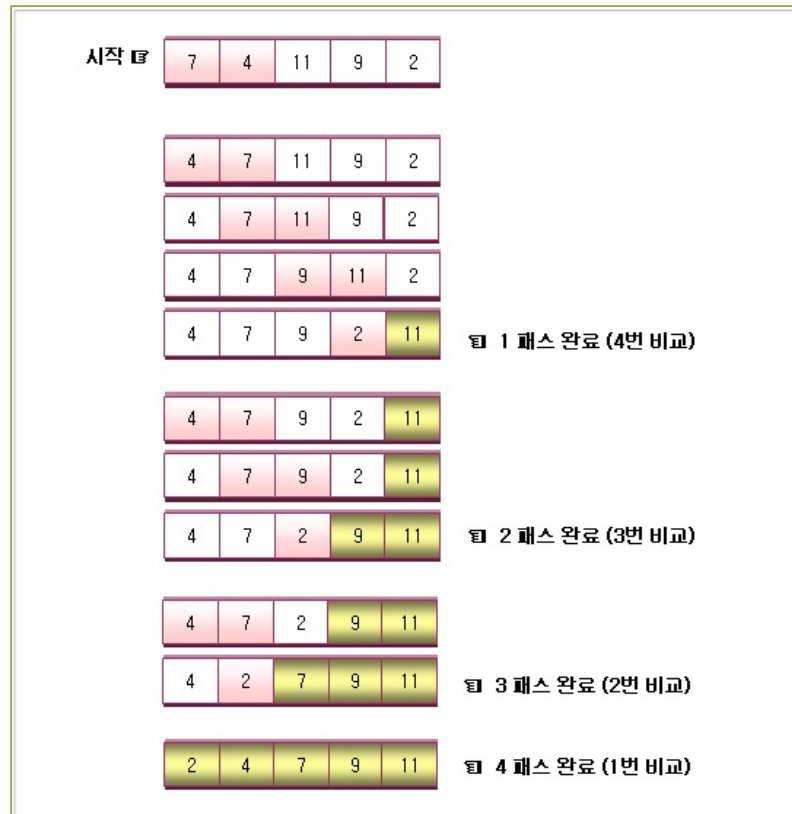 시작 ☞ 7 4 11 9 2
4 7 11 9 2
4 7 11 9 2
4 7 9 11 2
4 7 9 2 11 ☜ 1 패스 완료 (4번 비교)
4 7 9 2 11
4 7 9 2 11
4 7 2 9 11 ☜ 2 패스 완료 (3번 비교)
4 7 2 9 11
4 2 7 9 11 ☜ 3 패스 완료 (2번 비교)
2 4 7 9 11 ☜ 4 패스 완료 (1번 비교)